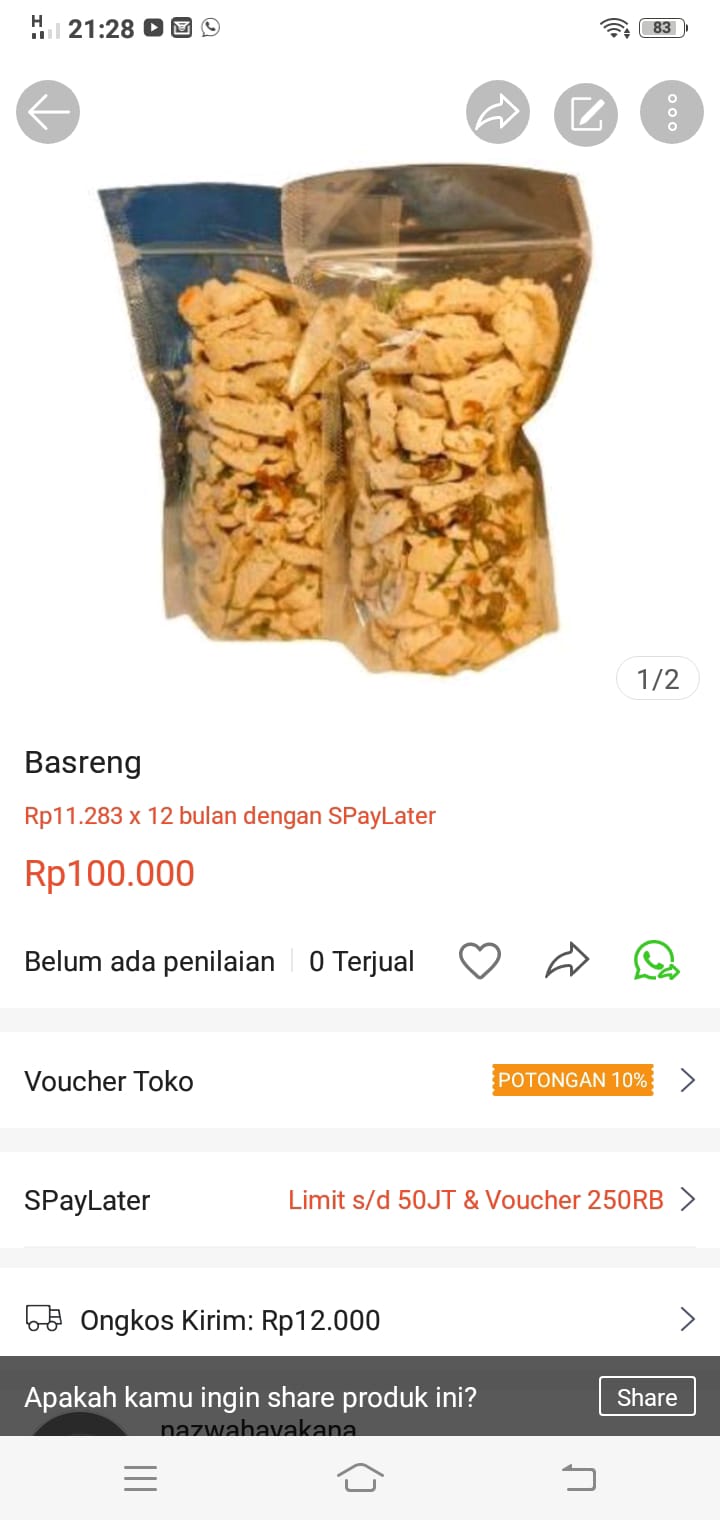 H 21:28 83
1/2
Basreng
Rp11.283 x 12 bulan dengan SPayLater
Rp100.000
Belum ada penilaian 0 Terjual
Voucher Toko POTONGAN 10%
SPayLater Limit s/d 50JT & Voucher 250RB
Ongkos Kirim: Rp12.000
Apakah kamu ingin share produk ini? Share
nazwahayakana